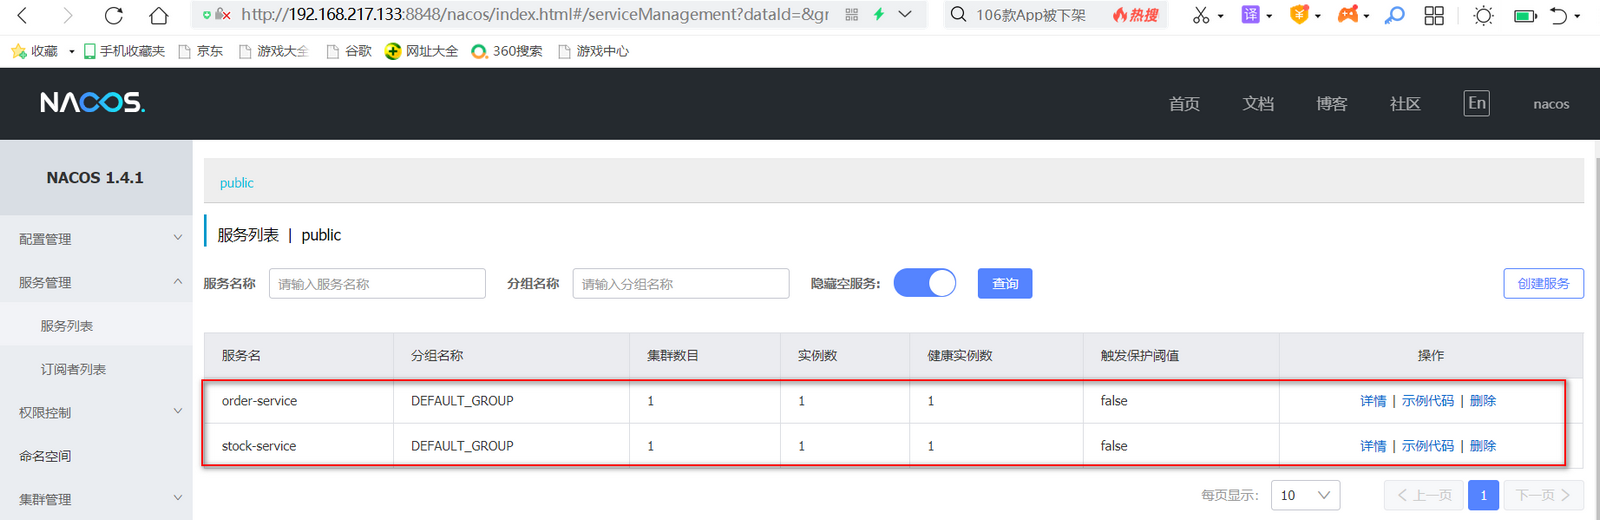 http://192.168.217.133:8848/nacos/index.html#/serviceManagement?dataId=&gr
106款App被下架
热搜
译
收藏
手机收藏夹
京东
游戏大全
谷歌
网址大全
360搜索
游戏中心
NACOS.
首页
文档
博客
社区
En
nacos
NACOS 1.4.1
配置管理
服务管理
服务列表
订阅者列表
权限控制
命名空间
集群管理
public
服务列表 | public
服务名称
请输入服务名称
分组名称
请输入分组名称
隐藏空服务:
查询
创建服务
服务名 分组名称 集群数目 实例数 健康实例数 触发保护阈值 操作
order-service DEFAULT_GROUP 1 1 1 false 详情 | 示例代码 | 删除
stock-service DEFAULT_GROUP 1 1 1 false 详情 | 示例代码 | 删除
每页显示: 10 上一页 1 下一页